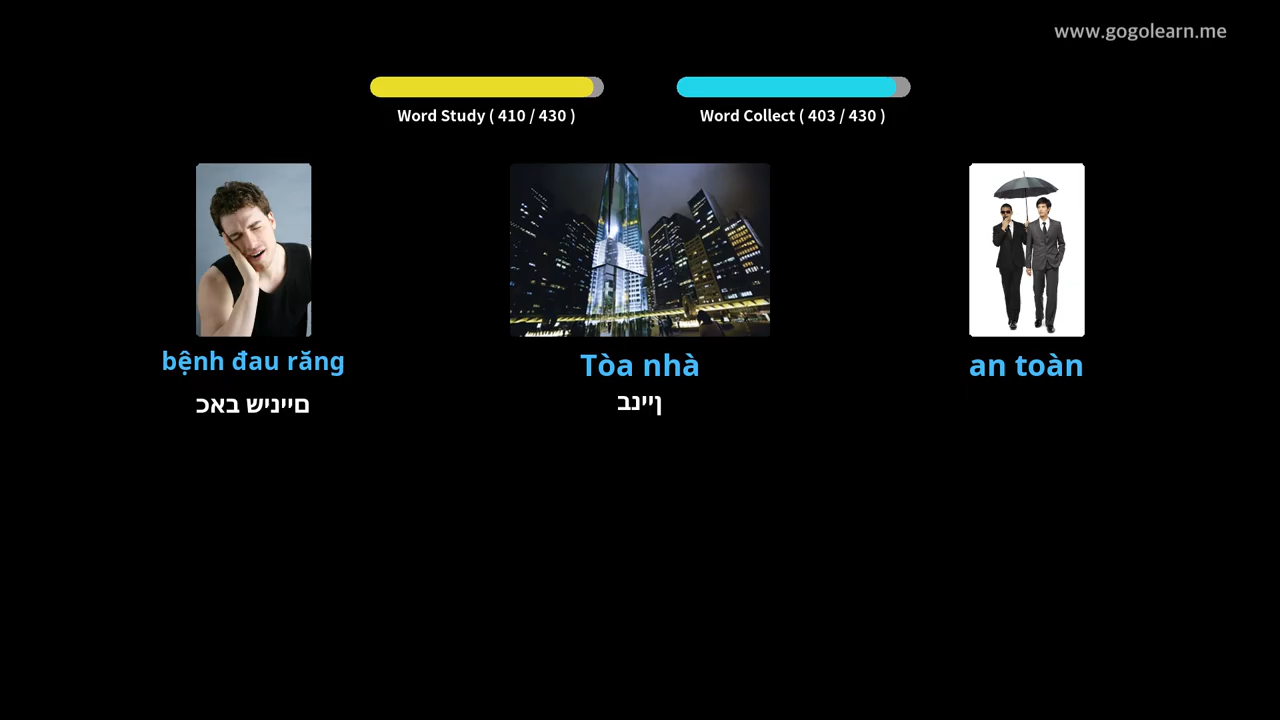 www.gogolearn.me
Word Study ( 410 / 430 )
Word Collect ( 403 / 430 )
bệnh đau răng
Tòa nhà
an toàn
כאב שיניים
בניין